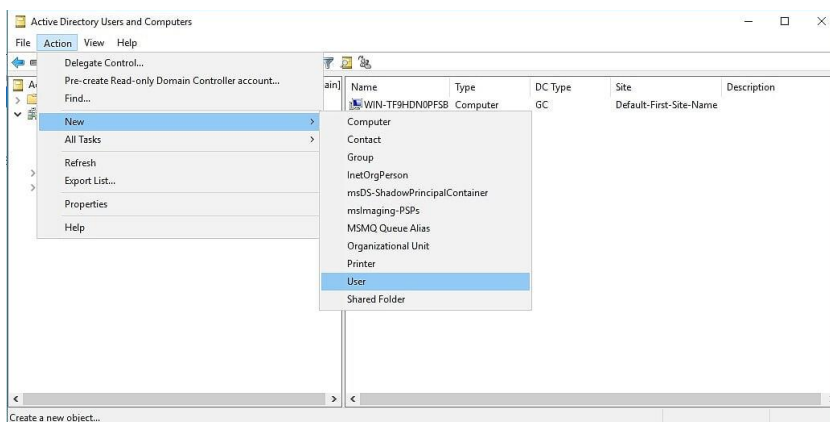 Active Directory Users and Computers
File Action View Help
Delegate Control...
Pre-create Read-only Domain Controller account...
Find...
New
All Tasks
Refresh
Export List...
Properties
Help
ain]
Name Type DC Type Site Description
WIN-TF9HDN0PFSB Computer GC Default-First-Site-Name
Computer
Contact
Group
InetOrgPerson
msDS-ShadowPrincipalContainer
msImaging-PSPs
MSMQ Queue Alias
Organizational Unit
Printer
User
Shared Folder
Create a new object...